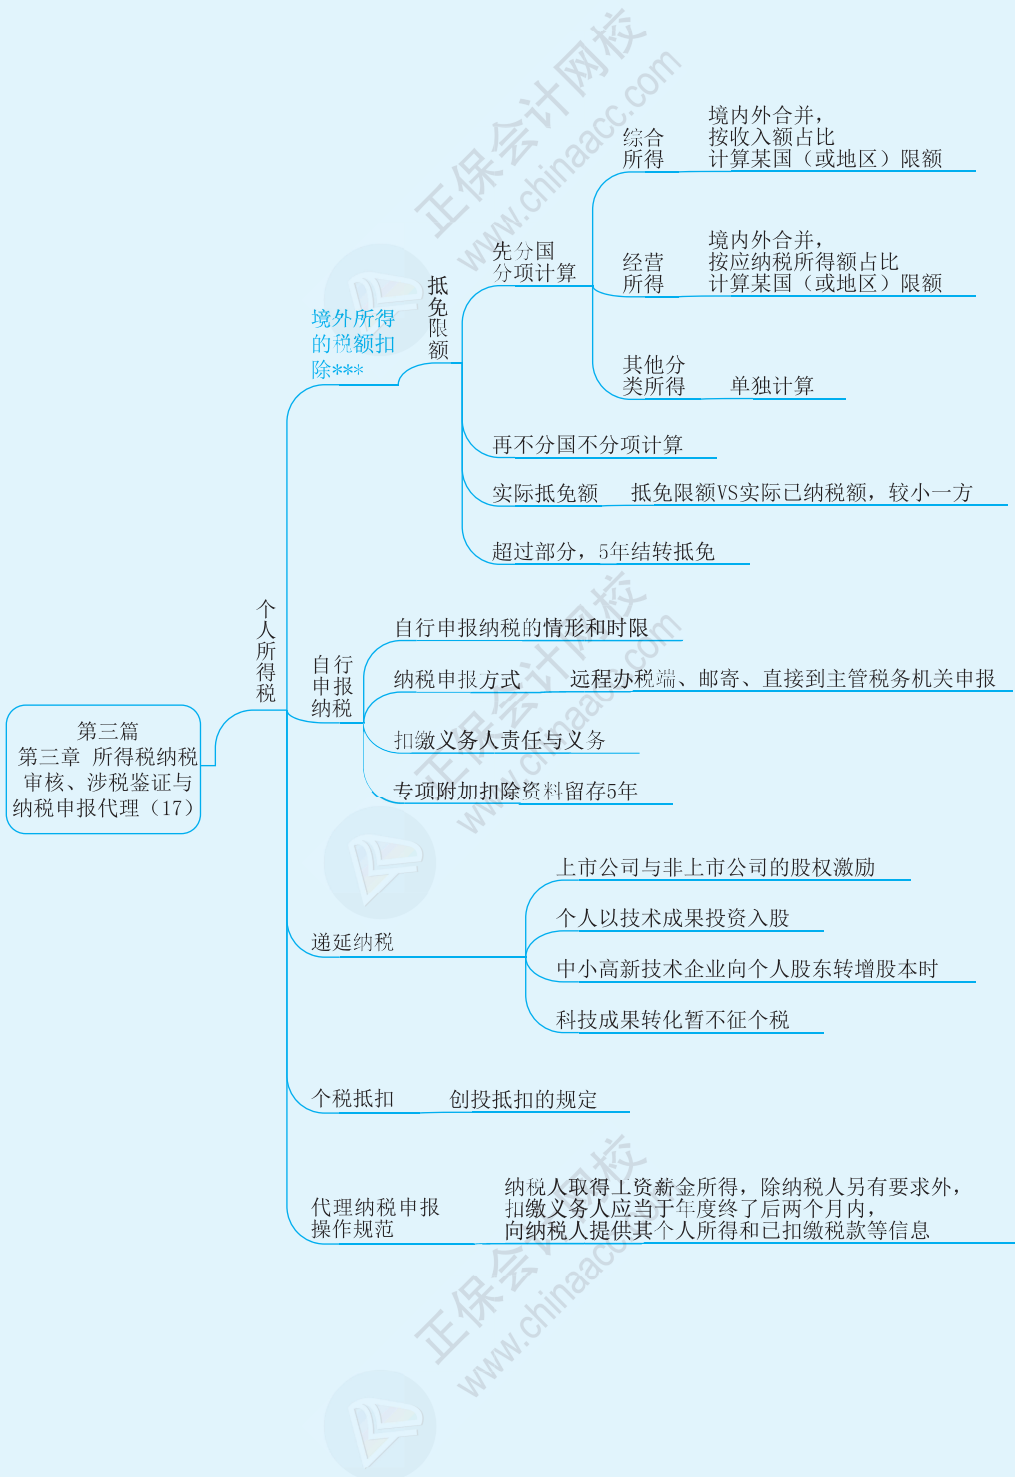 第三篇
第三章 所得税纳税
审核、涉税鉴证与
纳税申报代理（17）
个人所得税
境外所得
的税额扣
除***
抵免限额
先分国
分项计算
综合
所得
境内外合并，
按收入额占比
计算某国（或地区）限额
经营
所得
境内外合并，
按应纳税所得额占比
计算某国（或地区）限额
其他分
类所得
单独计算
再不分国不分项计算
实际抵免额
抵免限额VS实际已纳税额，较小一方
超过部分，5年结转抵免
自行
申报
纳税
自行申报纳税的情形和时限
纳税申报方式
远程办税端、邮寄、直接到主管税务机关申报
扣缴义务人责任与义务
专项附加扣除资料留存5年
递延纳税
上市公司与非上市公司的股权激励
个人以技术成果投资入股
中小高新技术企业向个人股东转增股本时
科技成果转化暂不征个税
个税抵扣
创投抵扣的规定
代理纳税申报
操作规范
纳税人取得工资薪金所得，除纳税人另有要求外，
扣缴义务人应当于年度终了后两个月内，
向纳税人提供其个人所得和已扣缴税款等信息
正保会计网校
www.chinaacc.com
正保会计网校
www.chinaacc.com
正保会计网校
www.chinaacc.com